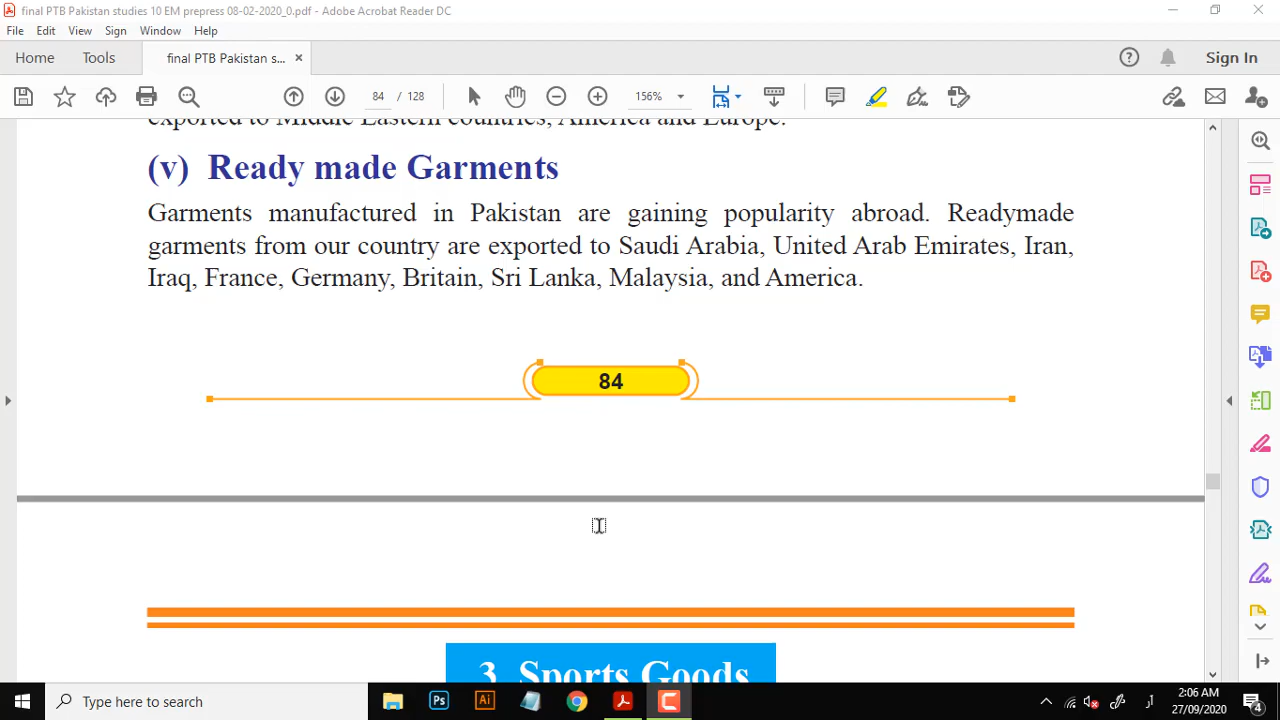 final PTB Pakistan studies 10 EM prepress 08-02-2020_0.pdf - Adobe Acrobat Reader DC
File Edit View Sign Window Help
Home Tools final PTB Pakistan s... × Sign In
84 / 128 156%
exported to Middle Eastern countries, America and Europe.
(v) Ready made Garments
Garments manufactured in Pakistan are gaining popularity abroad. Readymade
garments from our country are exported to Saudi Arabia, United Arab Emirates, Iran,
Iraq, France, Germany, Britain, Sri Lanka, Malaysia, and America.
84
3 Sports Goods
Type here to search Ps Ai 2:06 AM
27/09/2020 4